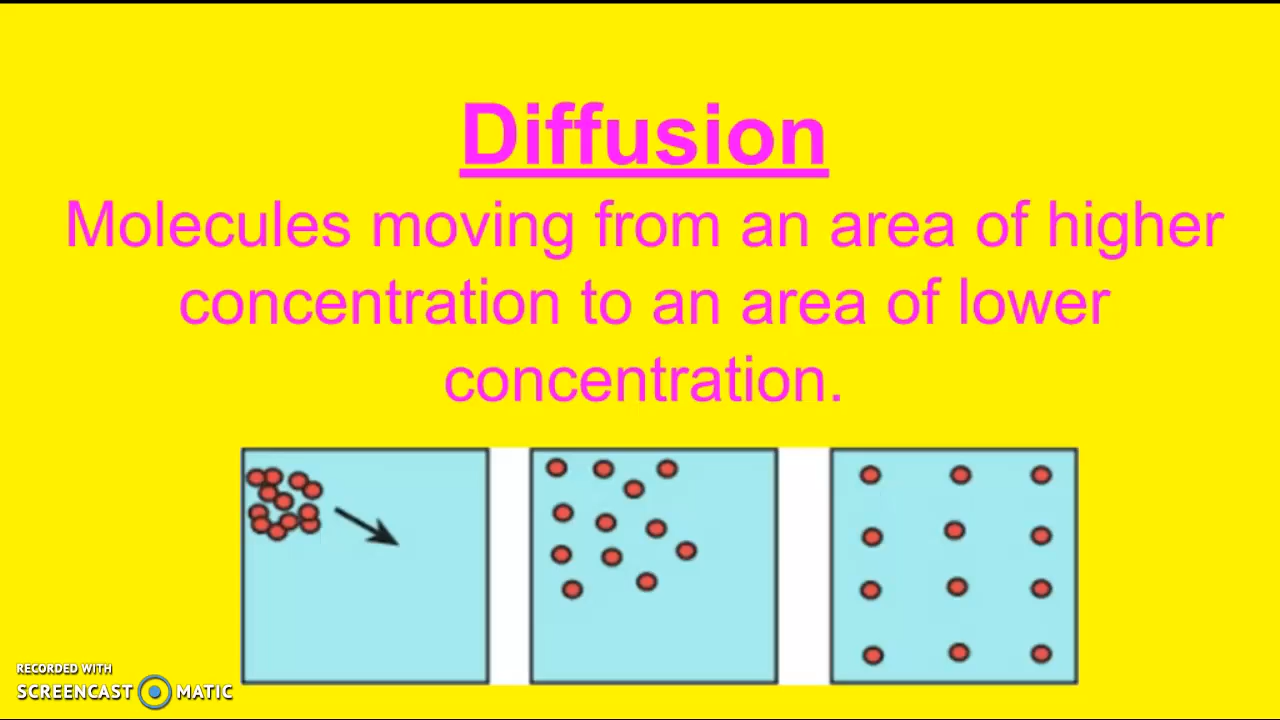 Diffusion
Molecules moving from an area of higher
concentration to an area of lower
concentration.
RECORDED WITH
SCREENCAST MATIC